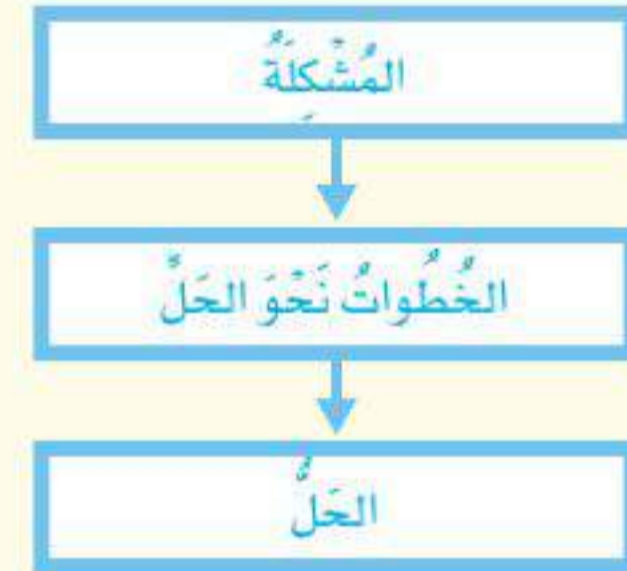 المُشْكِلَةُ
الخُطُواتُ نَحْوَ الحَلِّ
الحَلُّ